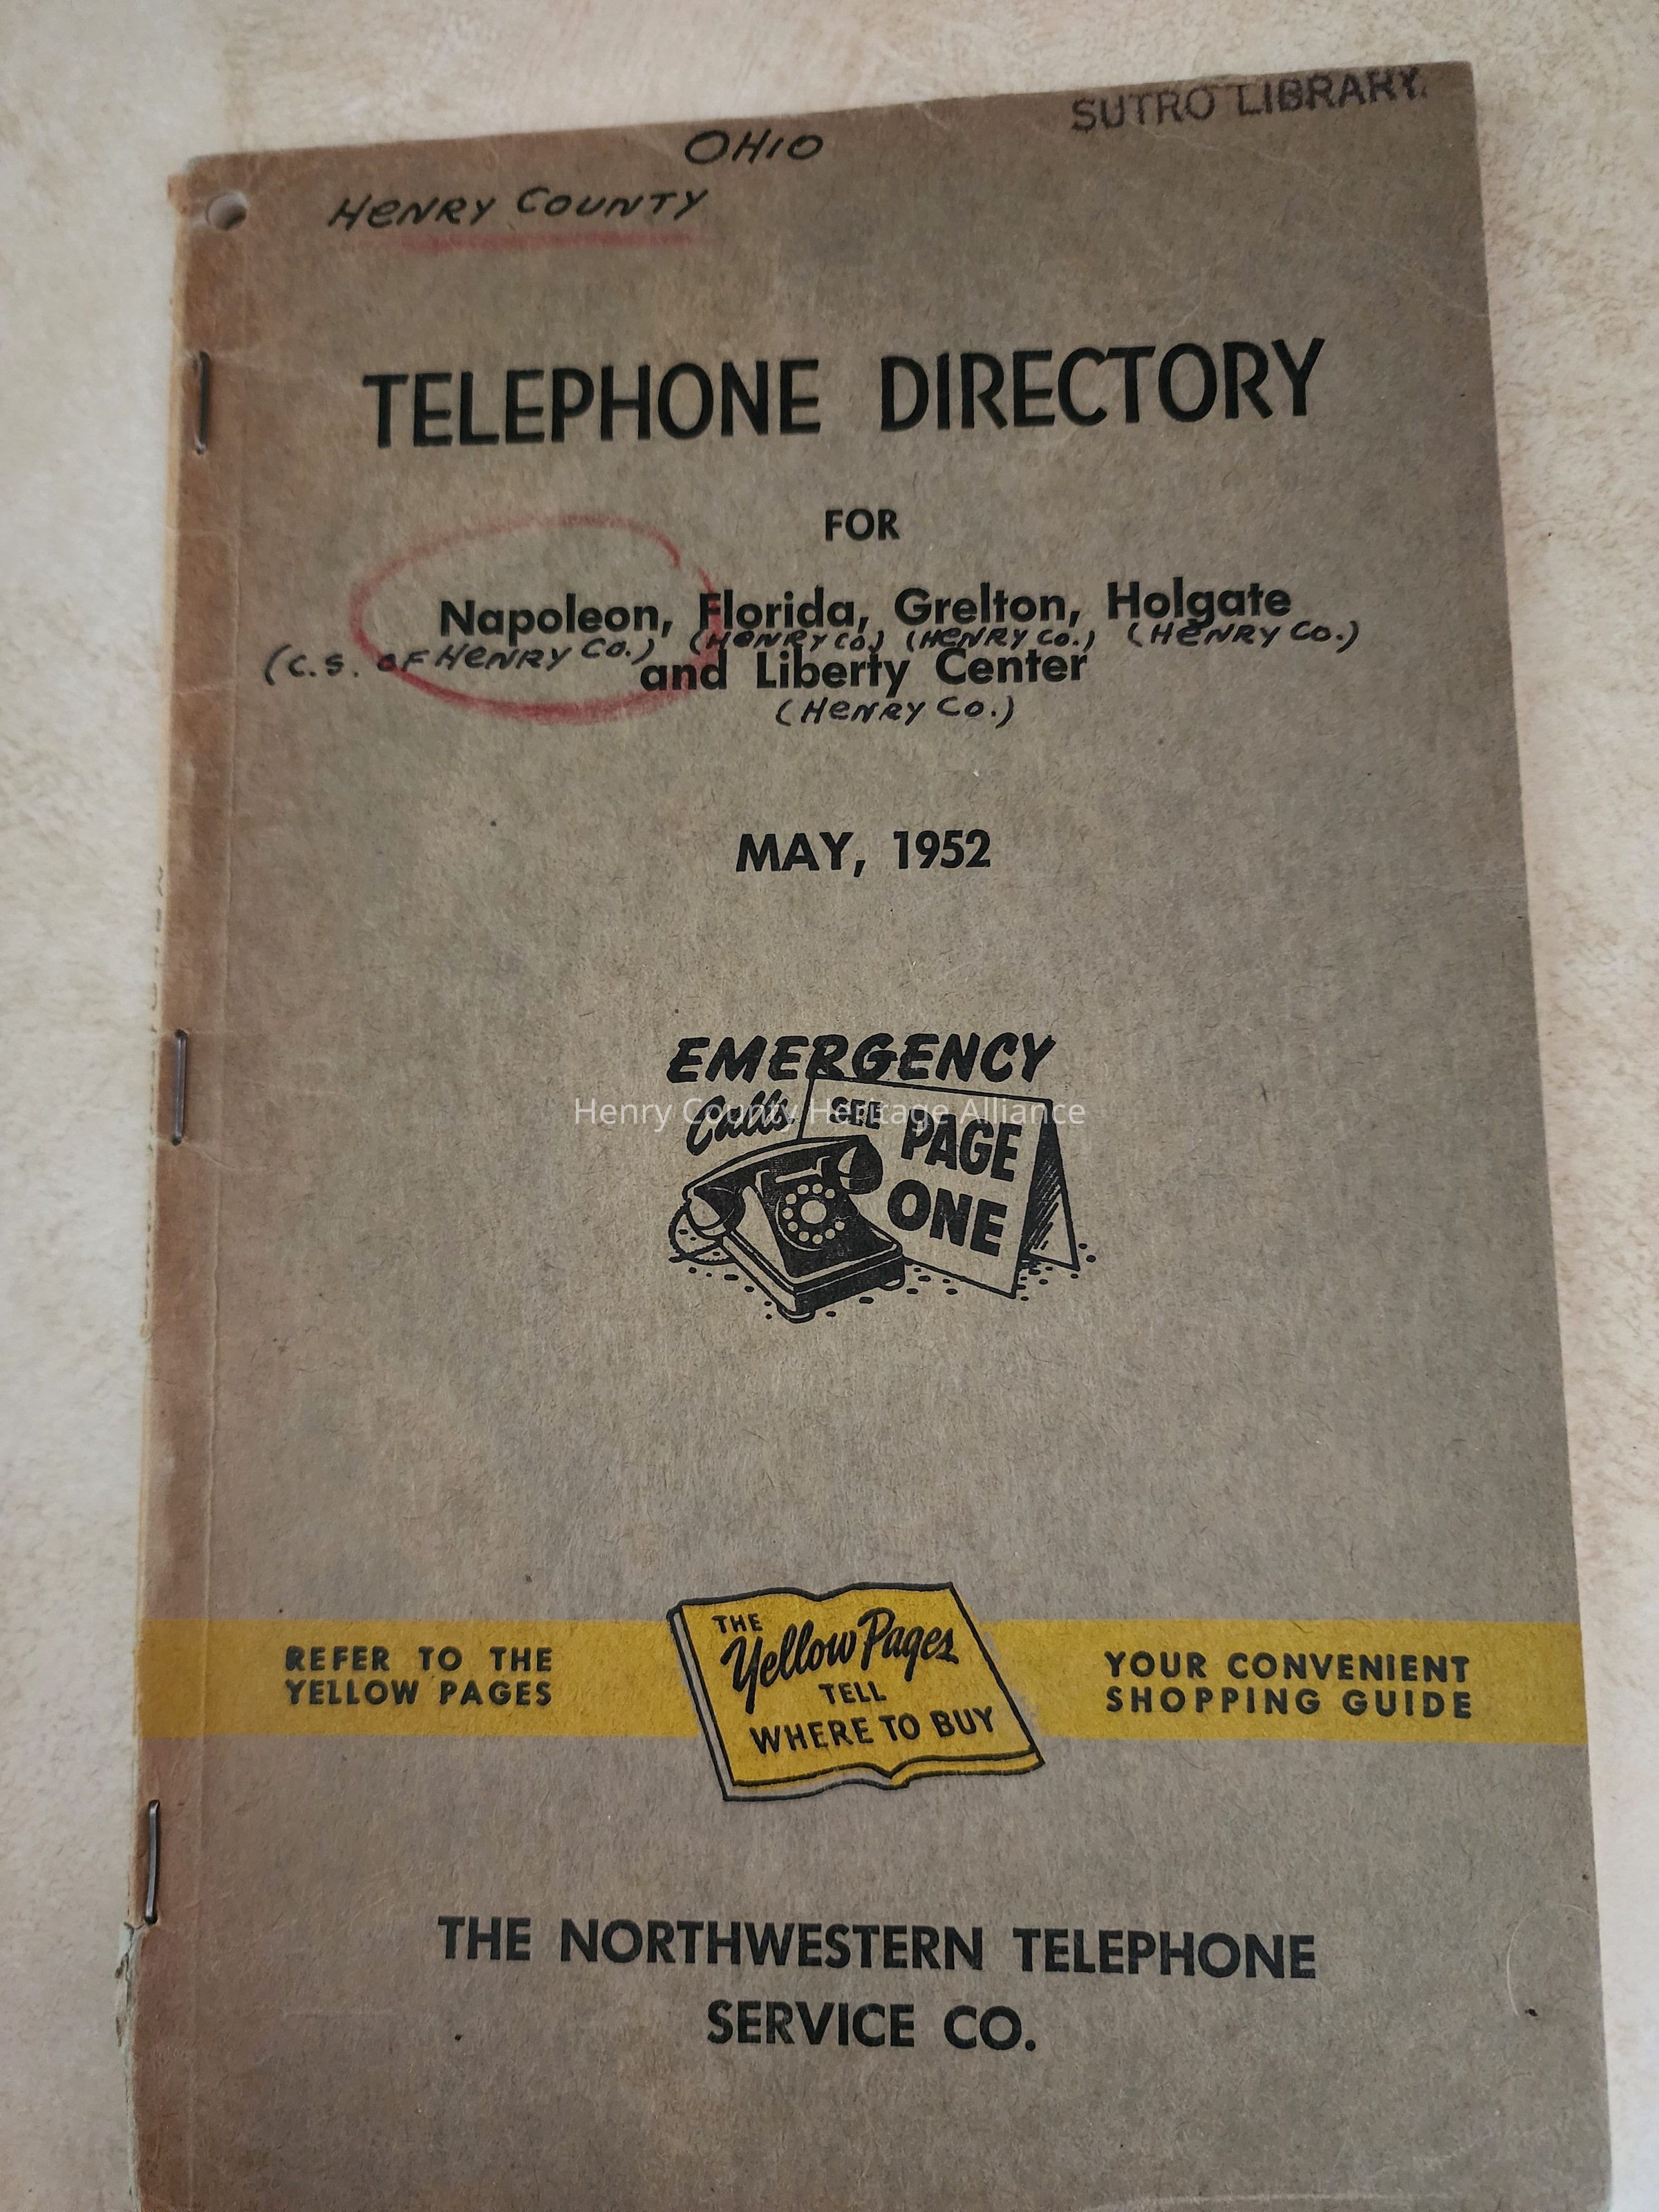 SUTRO LIBRARY.
OHIO
HENRY COUNTY
TELEPHONE DIRECTORY
FOR
Napoleon, Florida, Grelton, Holgate
(C.S. OF HENRY CO.) (HENRY CO.) (HENRY CO.) (HENRY CO.)
and Liberty Center
(HENRY CO.)
MAY, 1952
EMERGENCY
Calls SEE
PAGE
ONE
Henry County Heritage Alliance
REFER TO THE
YELLOW PAGES
THE
Yellow Pages
TELL
WHERE TO BUY
YOUR CONVENIENT
SHOPPING GUIDE
THE NORTHWESTERN TELEPHONE
SERVICE CO.